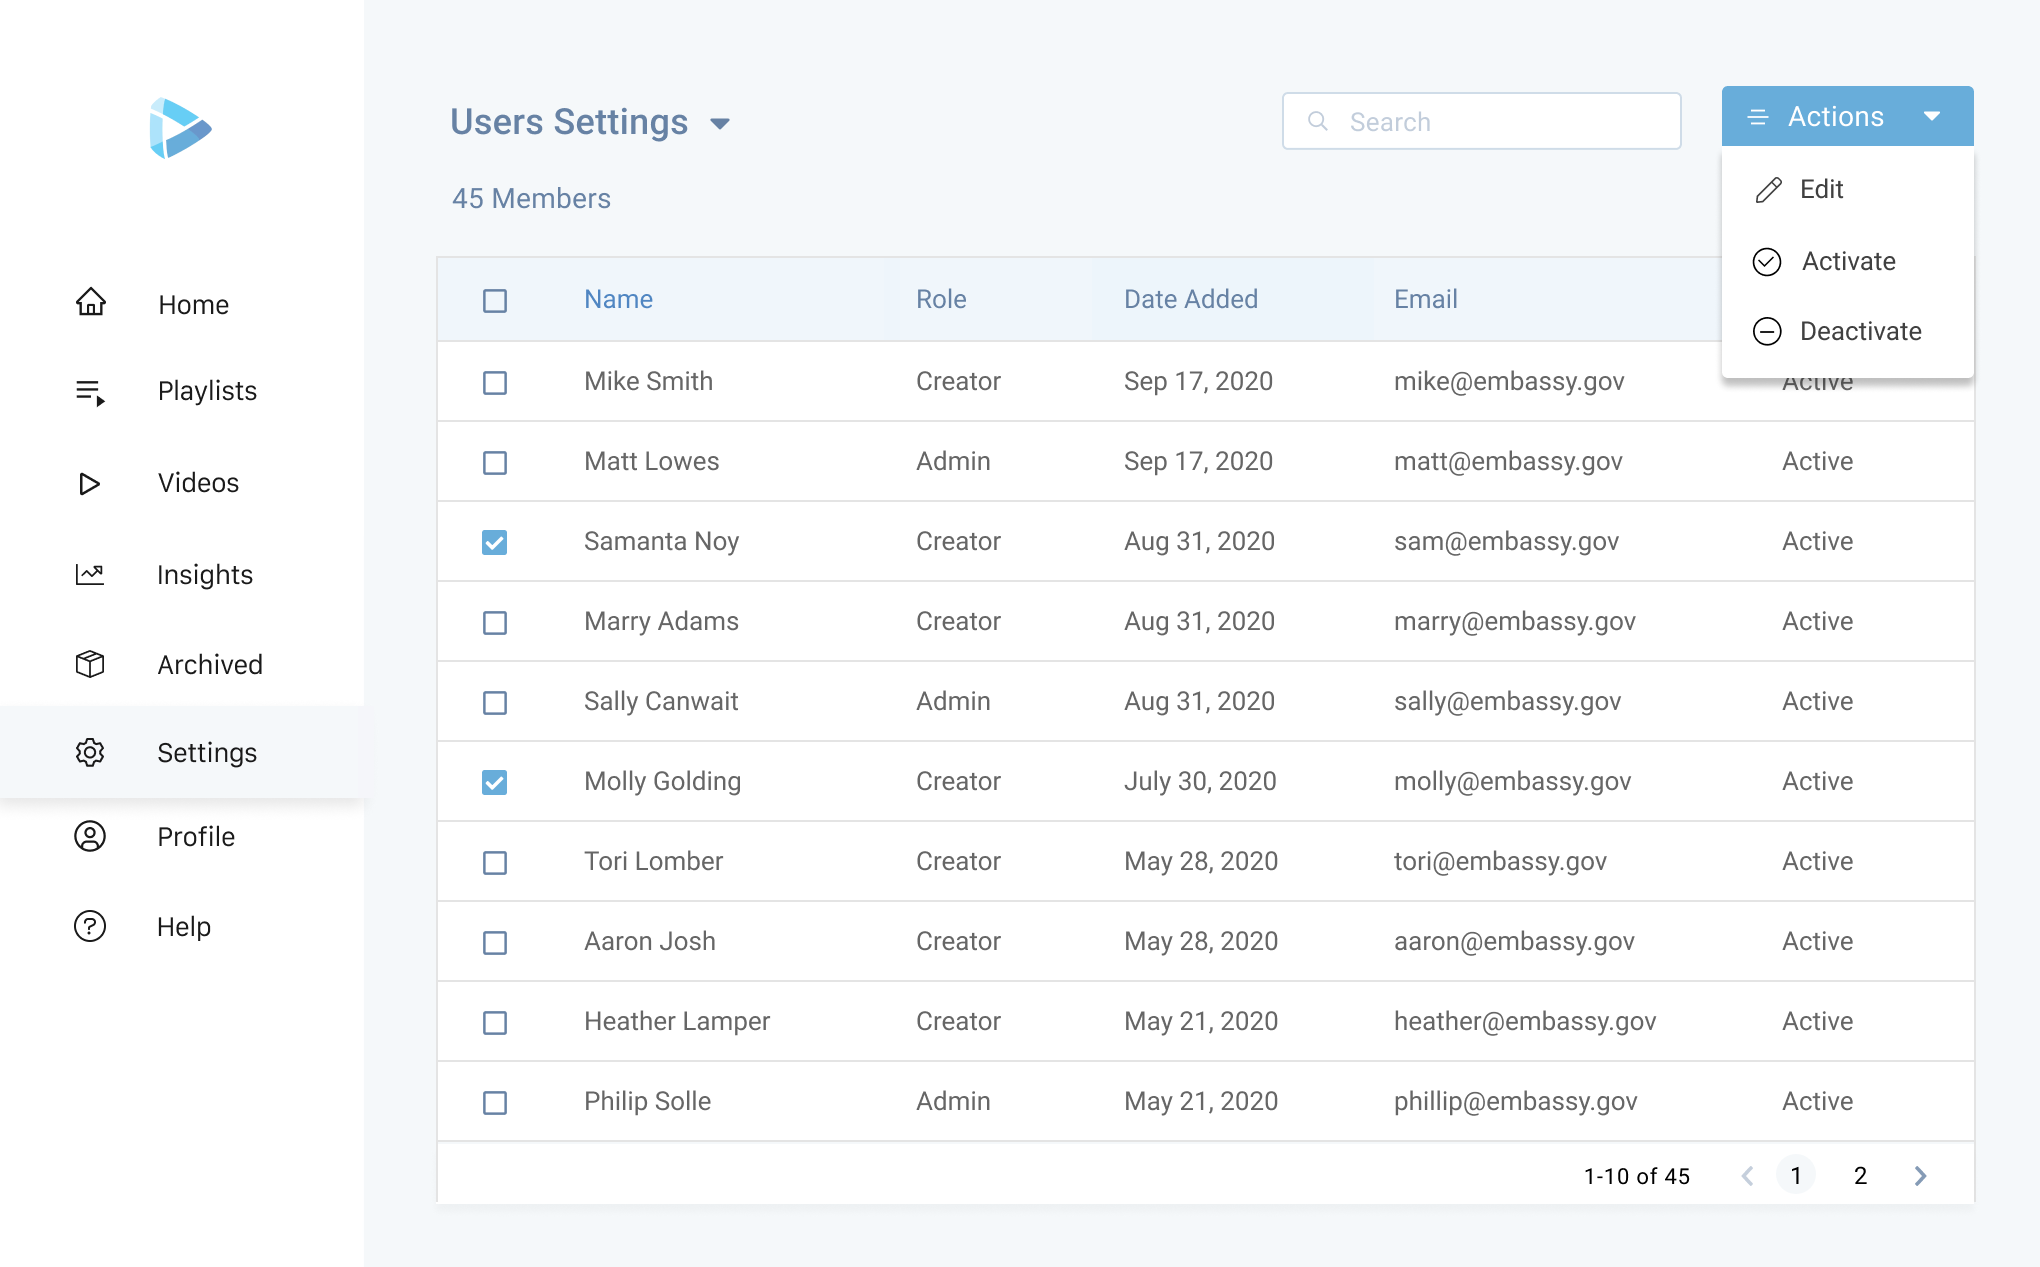 Home
Playlists
Videos
Insights
Archived
Settings
Profile
Help
Users Settings
45 Members
Search
Actions
Edit
Activate
Deactivate
Name Role Date Added Email
Mike Smith Creator Sep 17, 2020 mike@embassy.gov Active
Matt Lowes Admin Sep 17, 2020 matt@embassy.gov Active
Samanta Noy Creator Aug 31, 2020 sam@embassy.gov Active
Marry Adams Creator Aug 31, 2020 marry@embassy.gov Active
Sally Canwait Admin Aug 31, 2020 sally@embassy.gov Active
Molly Golding Creator July 30, 2020 molly@embassy.gov Active
Tori Lomber Creator May 28, 2020 tori@embassy.gov Active
Aaron Josh Creator May 28, 2020 aaron@embassy.gov Active
Heather Lamper Creator May 21, 2020 heather@embassy.gov Active
Philip Solle Admin May 21, 2020 phillip@embassy.gov Active
1-10 of 45 1 2